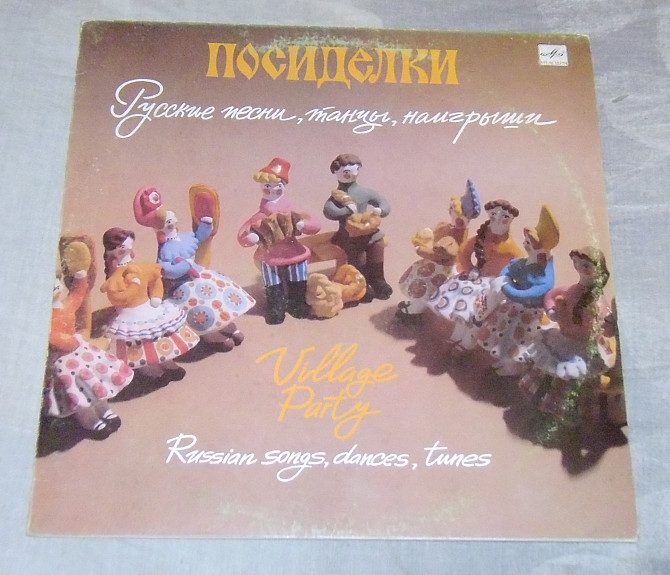 ПОСИДЕЛКИ
Русские песни, танцы, наигрыши
Village
Party
Russian songs, dances, tunes